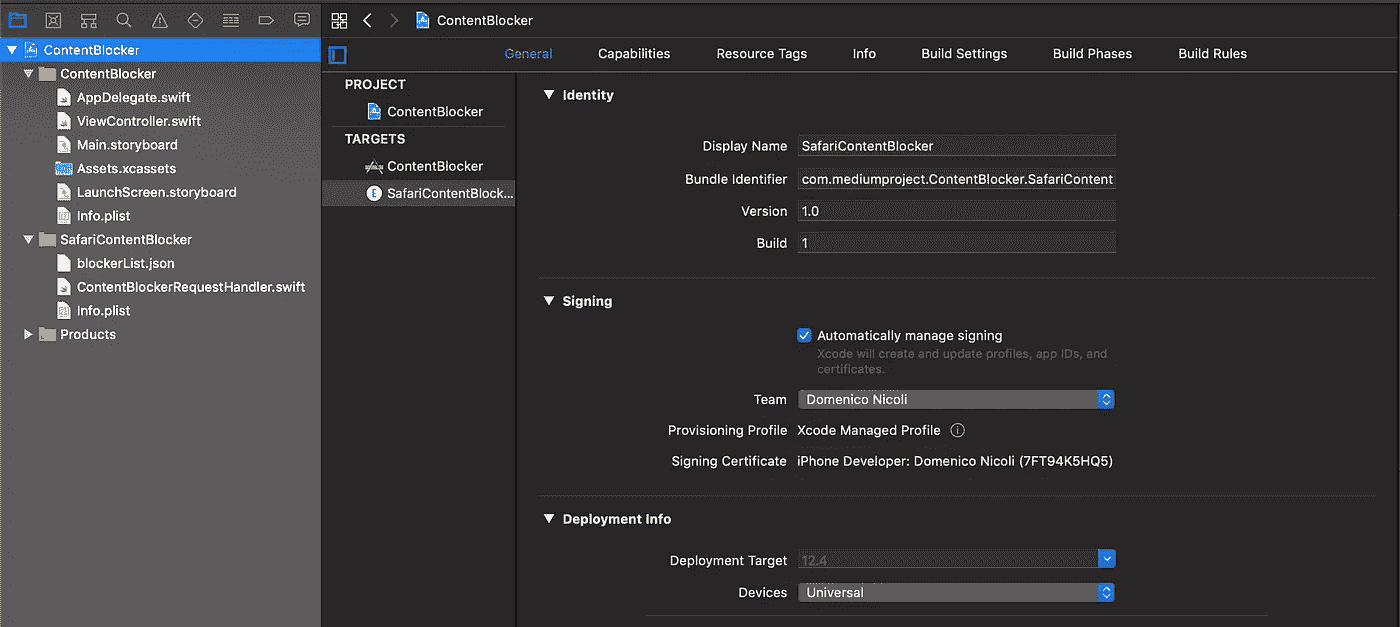 ContentBlocker
ContentBlocker
AppDelegate.swift
ViewController.swift
Main.storyboard
Assets.xcassets
LaunchScreen.storyboard
Info.plist
SafariContentBlocker
blockerList.json
ContentBlockerRequestHandler.swift
Info.plist
Products
ContentBlocker
General Capabilities Resource Tags Info Build Settings Build Phases Build Rules
PROJECT
ContentBlocker
TARGETS
ContentBlocker
E SafariContentBlock...
Identity
Display Name SafariContentBlocker
Bundle Identifier com.mediumproject.ContentBlocker.SafariContent
Version 1.0
Build 1
Signing
Automatically manage signing
Xcode will create and update profiles, app IDs, and
certificates.
Team Domenico Nicoli
Provisioning Profile Xcode Managed Profile
Signing Certificate iPhone Developer: Domenico Nicoli (7FT94K5HQ5)
Deployment Info
Deployment Target 12.4
Devices Universal